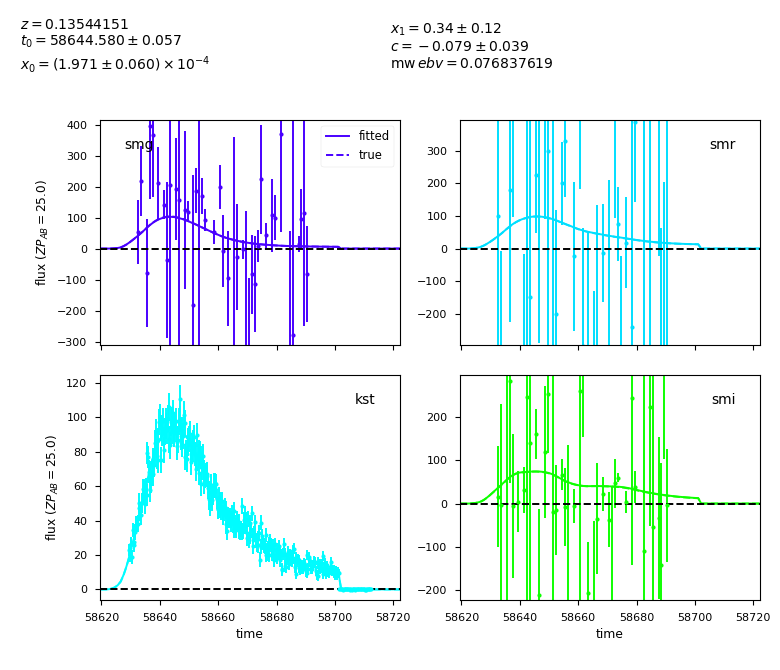 z = 0.13544151
t0 = 58644.580 ± 0.057
x0 = (1.971 ± 0.060) × 10^−4
x1 = 0.34 ± 0.12
c = −0.079 ± 0.039
mw ebv = 0.076837619
smg
fitted
true
400
300
200
100
0
−100
−200
−300
flux (ZP_AB = 25.0)
smr
300
200
100
0
−100
−200
kst
120
100
80
60
40
20
0
flux (ZP_AB = 25.0)
58620 58640 58660 58680 58700 58720
time
smi
200
100
0
−100
−200
58620 58640 58660 58680 58700 58720
time